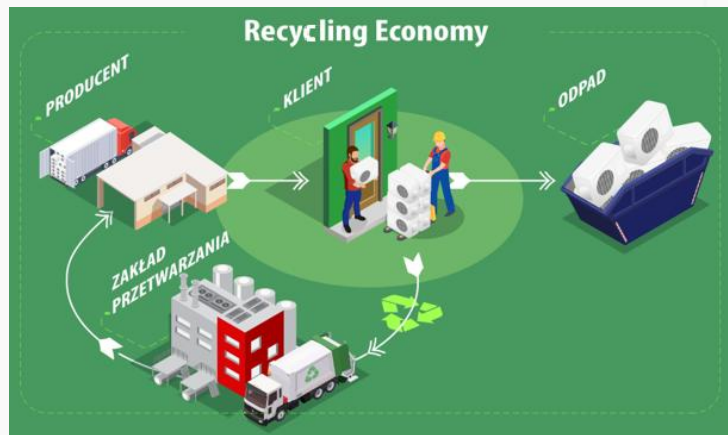 Recycling Economy
PRODUCENT
KLIENT
ODPAD
ZAKŁAD
PRZETWARZANIA